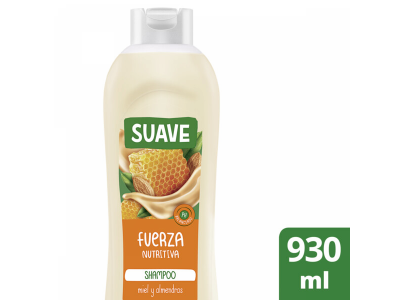 SUAVE
FUERZA
NUTRITIVA
SHAMPOO
miel y almendras
930
ml